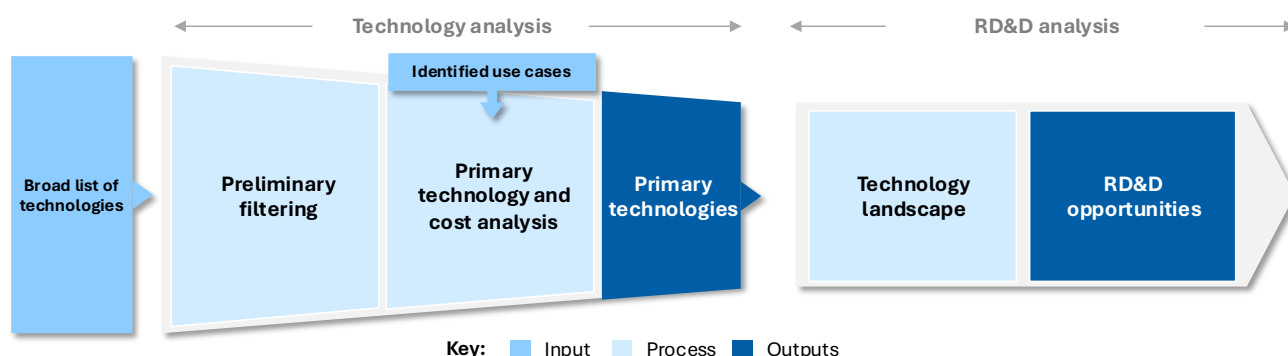 Technology analysis
RD&D analysis
Identified use cases
Broad list of
technologies
Preliminary
filtering
Primary
technology and
cost analysis
Primary
technologies
Technology
landscape
RD&D
opportunities
Key: Input Process Outputs